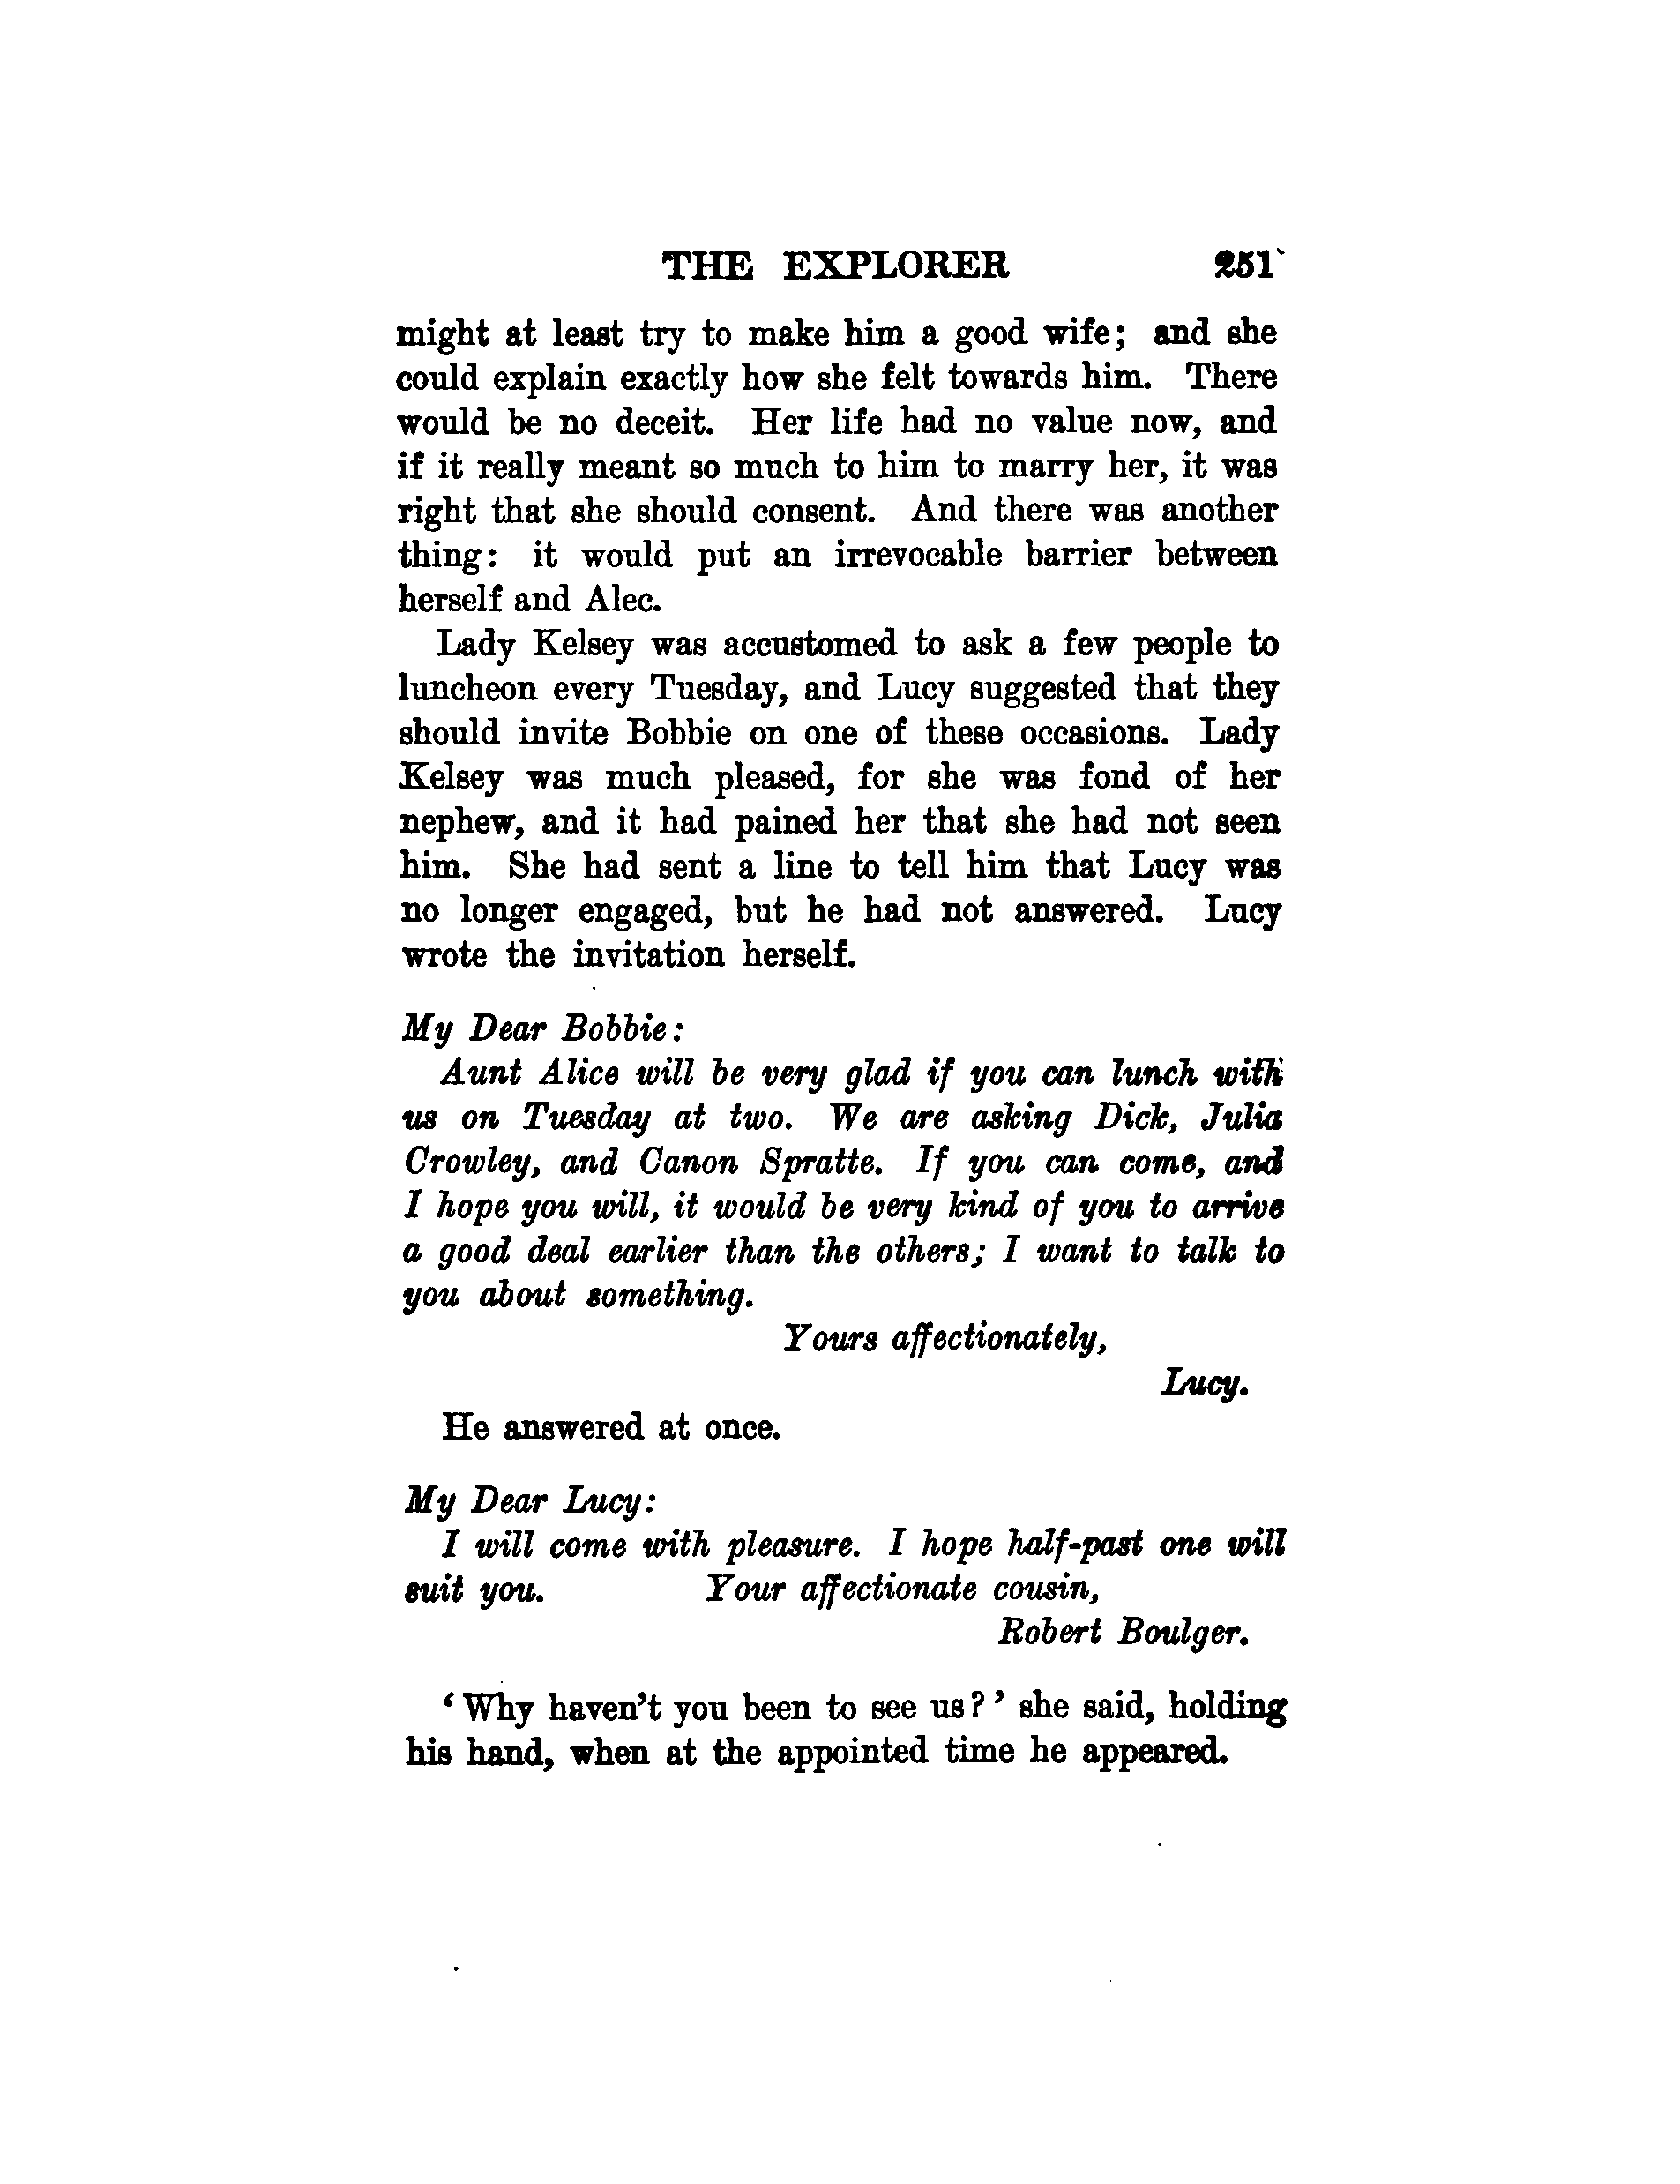 THE EXPLORER 251
might at least try to make him a good wife; and she
could explain exactly how she felt towards him. There
would be no deceit. Her life had no value now, and
if it really meant so much to him to marry her, it was
right that she should consent. And there was another
thing: it would put an irrevocable barrier between
herself and Alec.
Lady Kelsey was accustomed to ask a few people to
luncheon every Tuesday, and Lucy suggested that they
should invite Bobbie on one of these occasions. Lady
Kelsey was much pleased, for she was fond of her
nephew, and it had pained her that she had not seen
him. She had sent a line to tell him that Lucy was
no longer engaged, but he had not answered. Lucy
wrote the invitation herself.
My Dear Bobbie:
Aunt Alice will be very glad if you can lunch with
us on Tuesday at two. We are asking Dick, Julia
Crowley, and Canon Spratte. If you can come, and
I hope you will, it would be very kind of you to arrive
a good deal earlier than the others; I want to talk to
you about something.
Yours affectionately,
Lucy.
He answered at once.
My Dear Lucy:
I will come with pleasure. I hope half-past one will
suit you. Your affectionate cousin,
Robert Boulger.
‘Why haven't you been to see us?’ she said, holding
his hand, when at the appointed time he appeared.